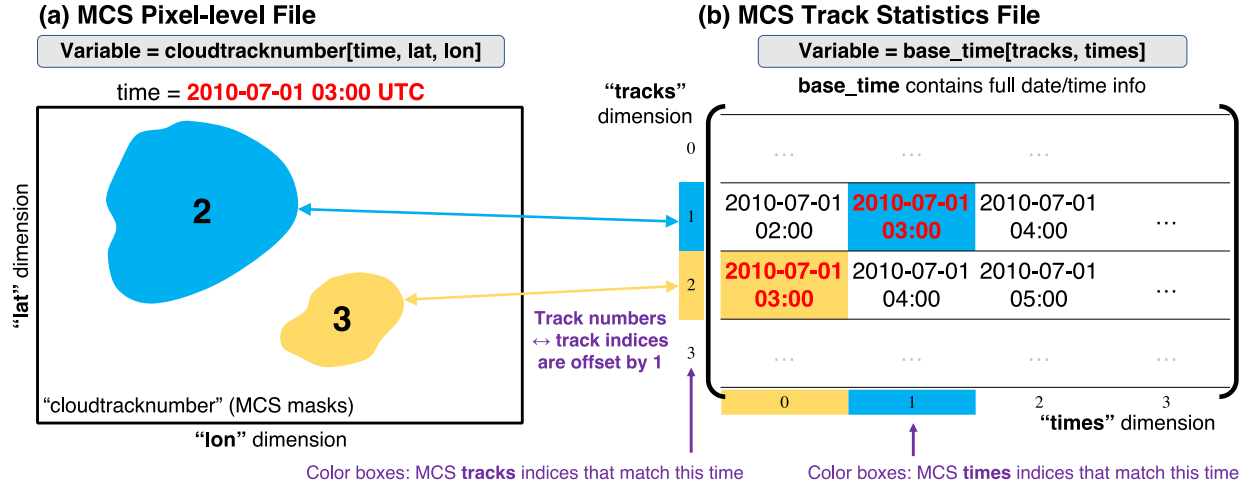 (a) MCS Pixel-level File
Variable = cloudtracknumber[time, lat, lon]
time = 2010-07-01 03:00 UTC
2
3
"lat" dimension
"cloudtracknumber" (MCS masks)
"lon" dimension
Track numbers
↔ track indices
are offset by 1
Color boxes: MCS tracks indices that match this time
(b) MCS Track Statistics File
Variable = base_time[tracks, times]
base_time contains full date/time info
"tracks"
dimension
0 … … …
1 2010-07-01 02:00 2010-07-01 03:00 2010-07-01 04:00 …
2 2010-07-01 03:00 2010-07-01 04:00 2010-07-01 05:00 …
3 … … … …
0 1 2 3
"times" dimension
Color boxes: MCS times indices that match this time